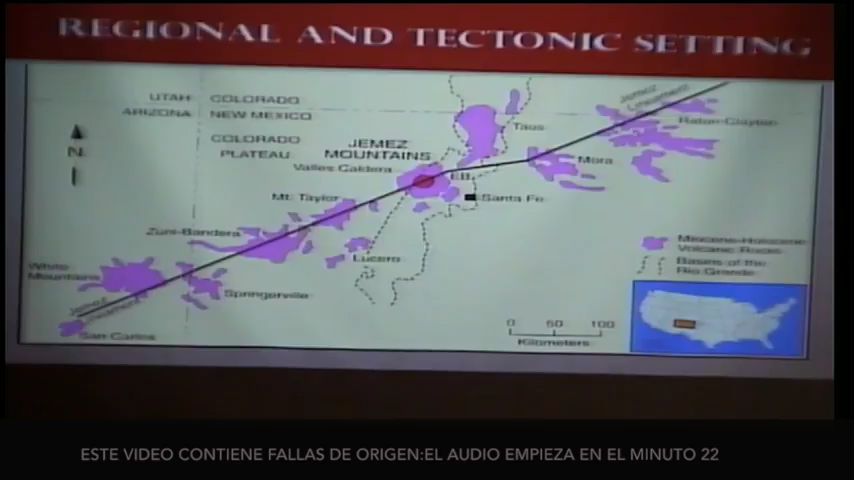 REGIONAL AND TECTONIC SETTING
UTAH
COLORADO
ARIZONA
NEW MEXICO
N
COLORADO
PLATEAU
JEMEZ
MOUNTAINS
Valles Caldera
Taos
Jemez
Lineament
Raton-Clayton
Mora
E.B.
Santa Fe
Mt. Taylor
Zuni-Bandera
Lucero
White
Mountains
Springerville
Jemez
Lineament
San Carlos
Miocene-Holocene
Volcanic Rocks
Basins of the
Rio Grande
0 50 100
Kilometers
ESTE VIDEO CONTIENE FALLAS DE ORIGEN:EL AUDIO EMPIEZA EN EL MINUTO 22